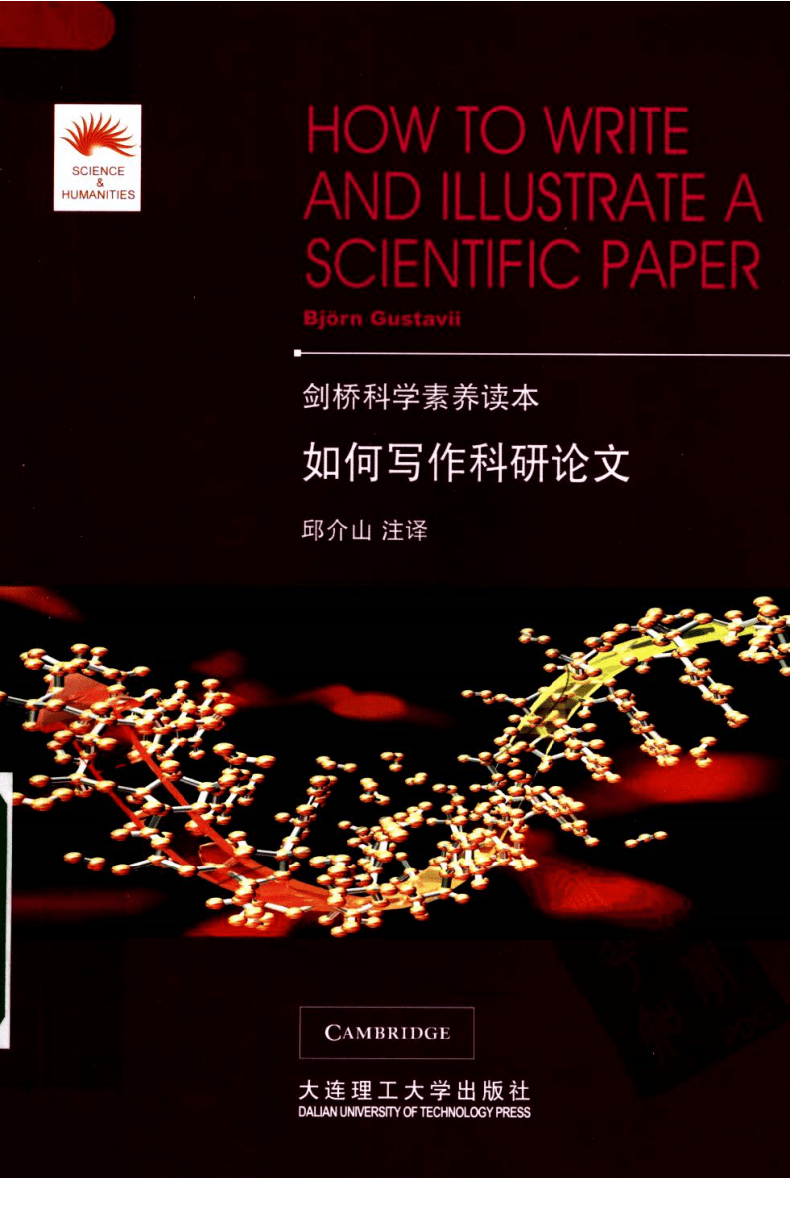 SCIENCE
&
HUMANITIES
HOW TO WRITE
AND ILLUSTRATE A
SCIENTIFIC PAPER
Björn Gustavii
剑桥科学素养读本
如何写作科研论文
邱介山 注译
CAMBRIDGE
大连理工大学出版社
DALIAN UNIVERSITY OF TECHNOLOGY PRESS